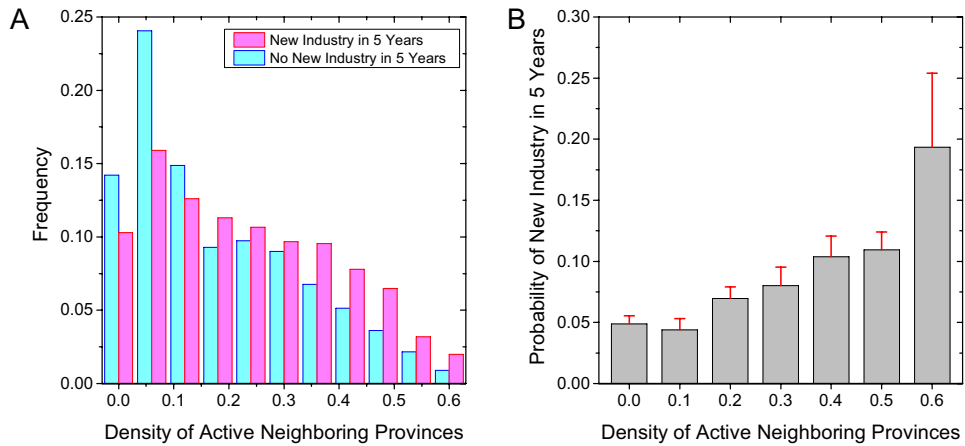 A
New Industry in 5 Years
No New Industry in 5 Years
Frequency
0.25
0.20
0.15
0.10
0.05
0.00
0.0 0.1 0.2 0.3 0.4 0.5 0.6
Density of Active Neighboring Provinces
B
Probability of New Industry in 5 Years
0.30
0.25
0.20
0.15
0.10
0.05
0.00
0.0 0.1 0.2 0.3 0.4 0.5 0.6
Density of Active Neighboring Provinces